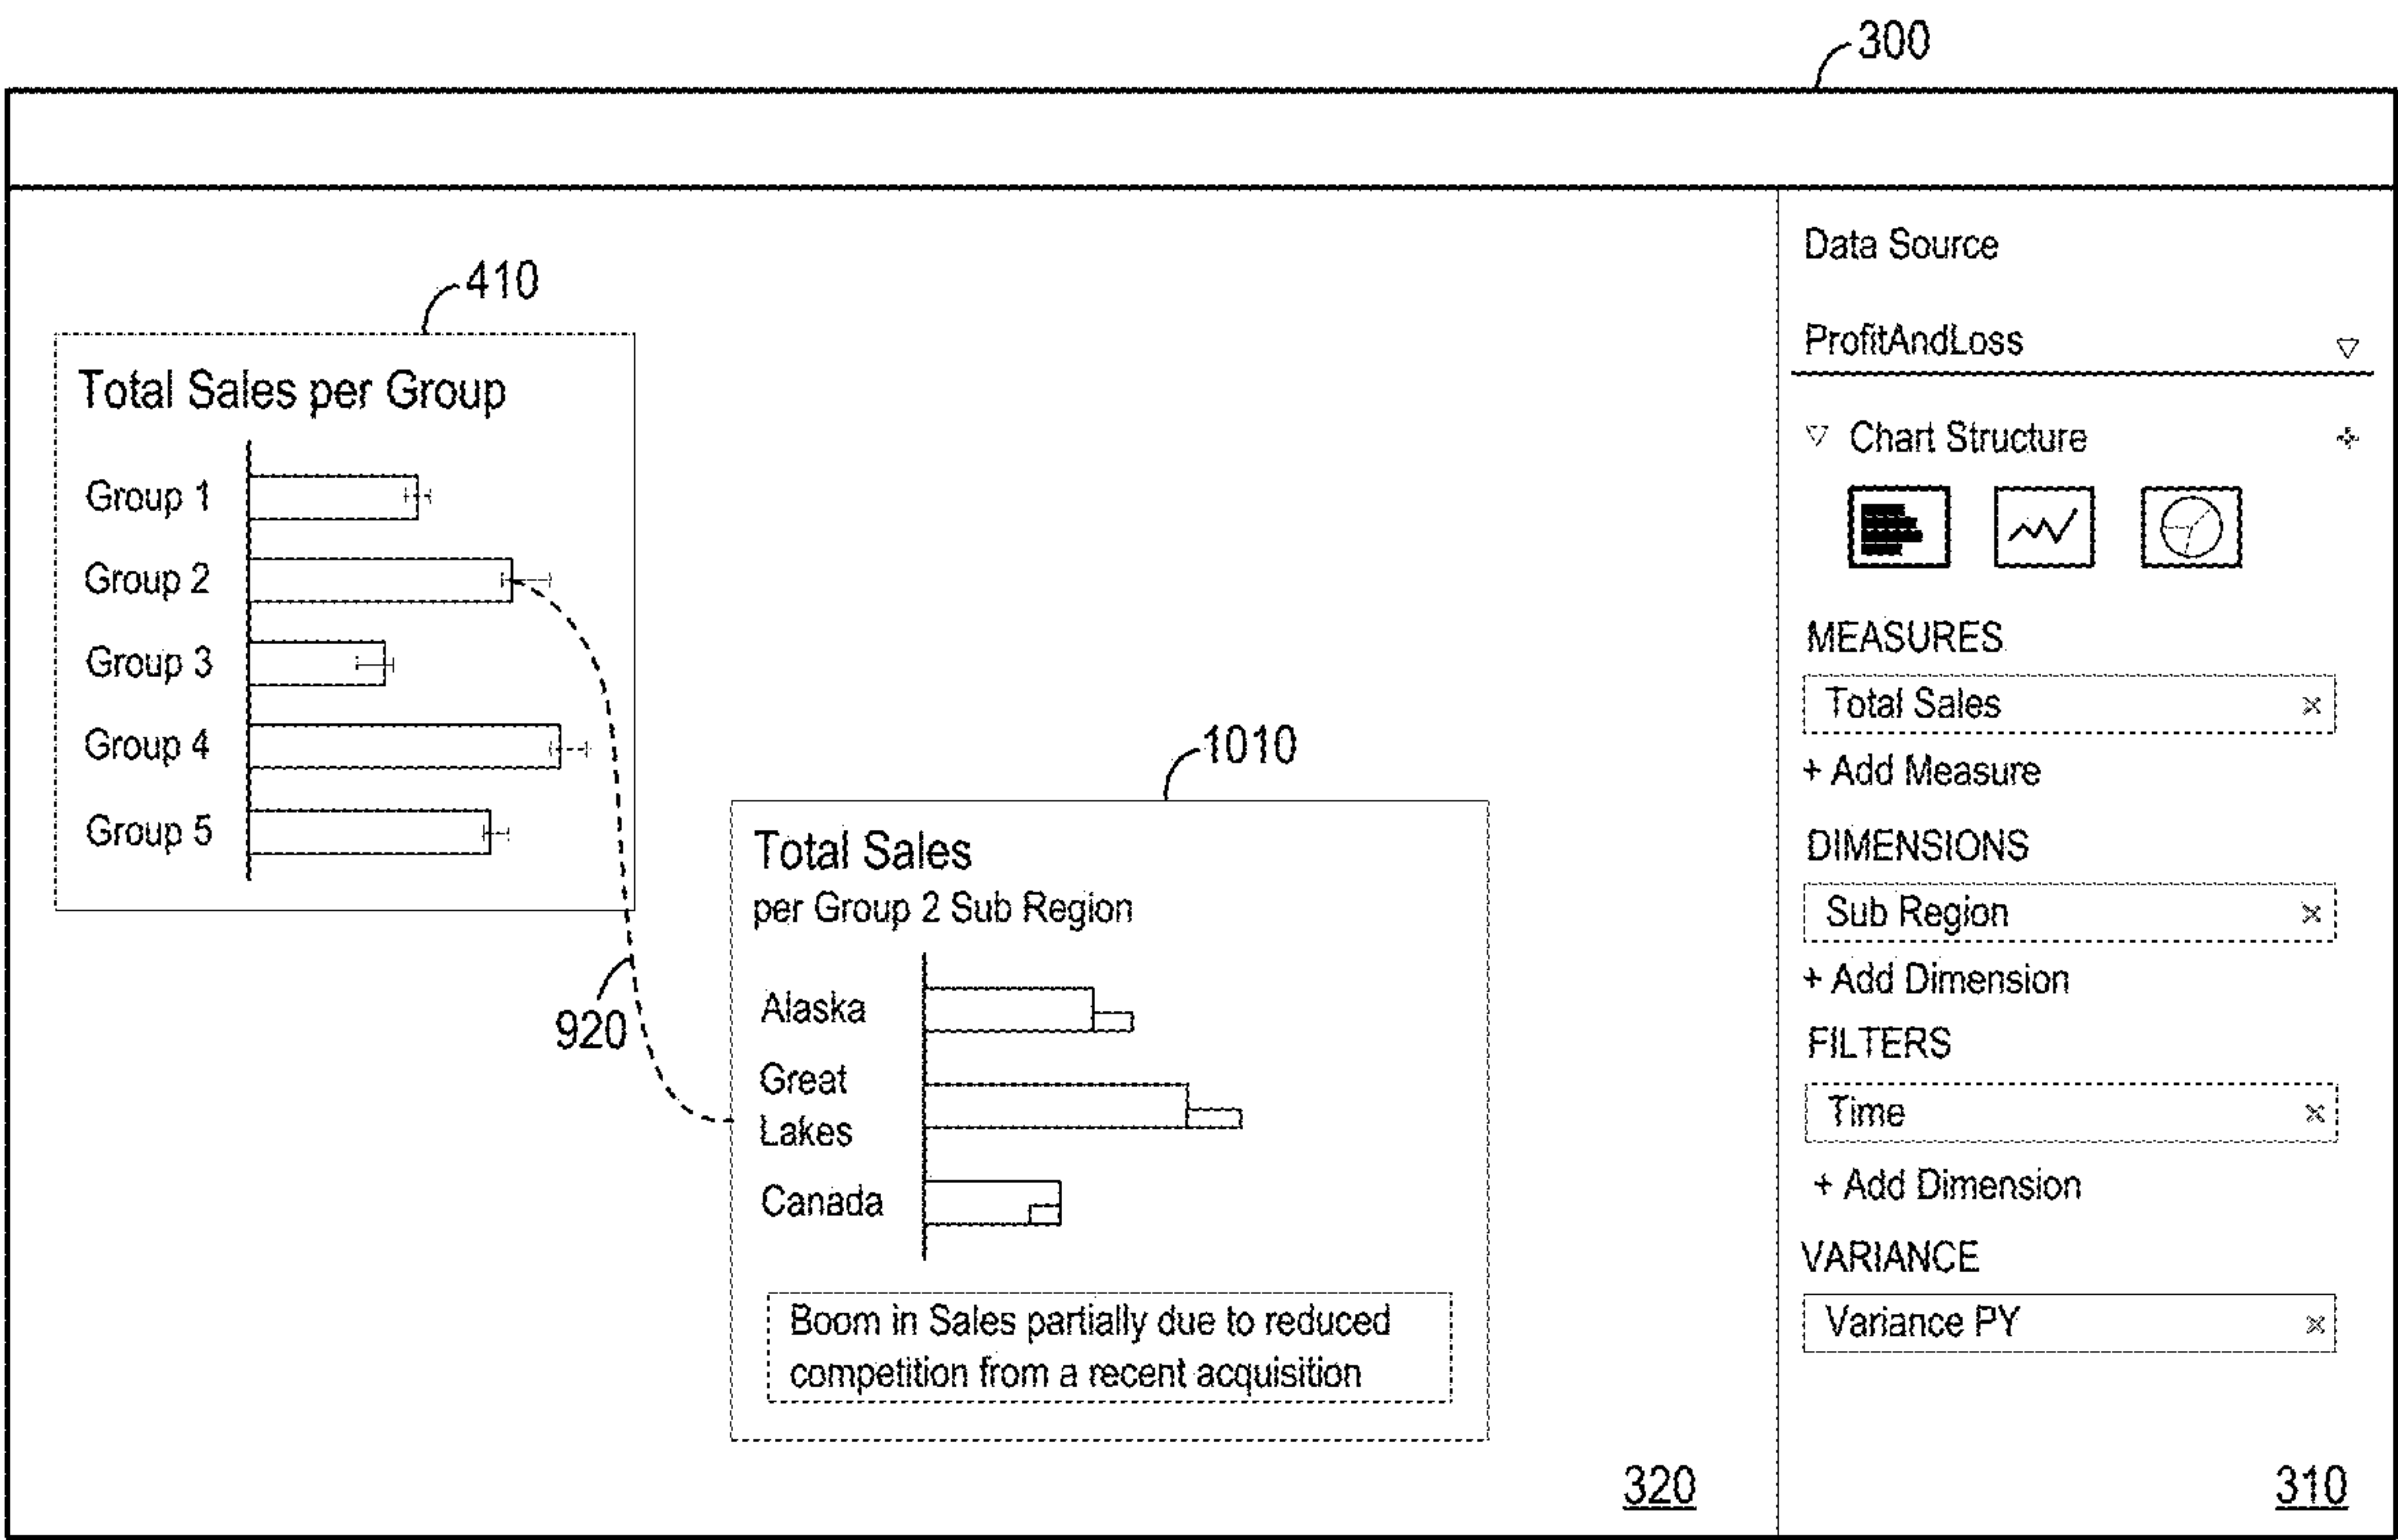 300
410
Total Sales per Group
Group 1
Group 2
Group 3
Group 4
Group 5
920
1010
Total Sales
per Group 2 Sub Region
Alaska
Great
Lakes
Canada
Boom in Sales partially due to reduced
competition from a recent acquisition
320
Data Source
ProfitAndLoss
Chart Structure
MEASURES
Total Sales
+ Add Measure
DIMENSIONS
Sub Region
+ Add Dimension
FILTERS
Time
+ Add Dimension
VARIANCE
Variance PY
310